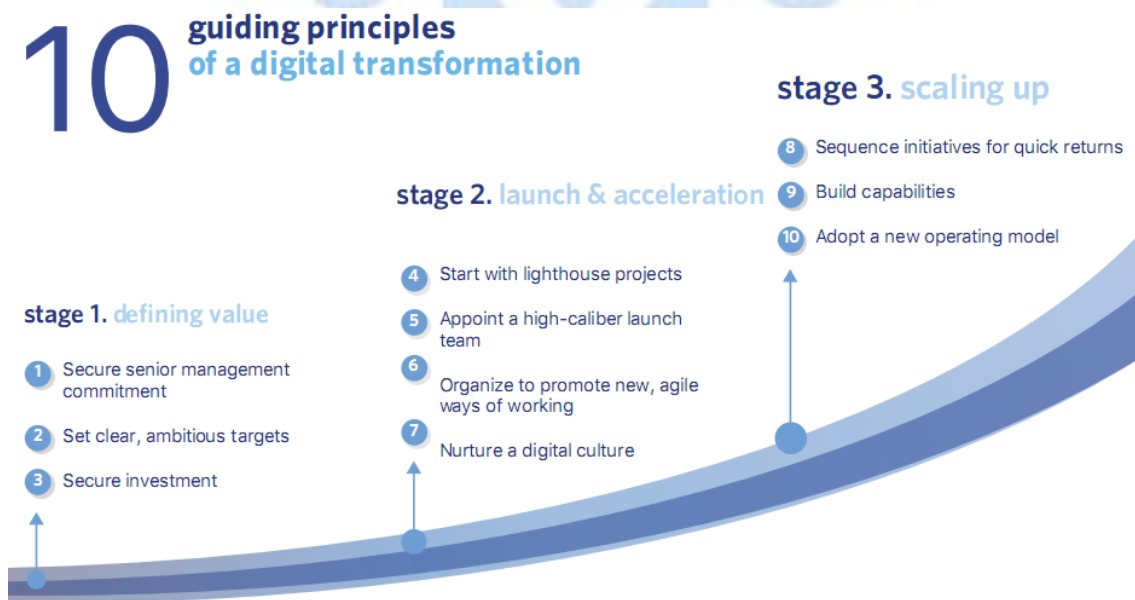 10
guiding principles
of a digital transformation
stage 1. defining value
1 Secure senior management
commitment
2 Set clear, ambitious targets
3 Secure investment
stage 2. launch & acceleration
4 Start with lighthouse projects
5 Appoint a high-caliber launch
team
6 Organize to promote new, agile
ways of working
7 Nurture a digital culture
stage 3. scaling up
8 Sequence initiatives for quick returns
9 Build capabilities
10 Adopt a new operating model